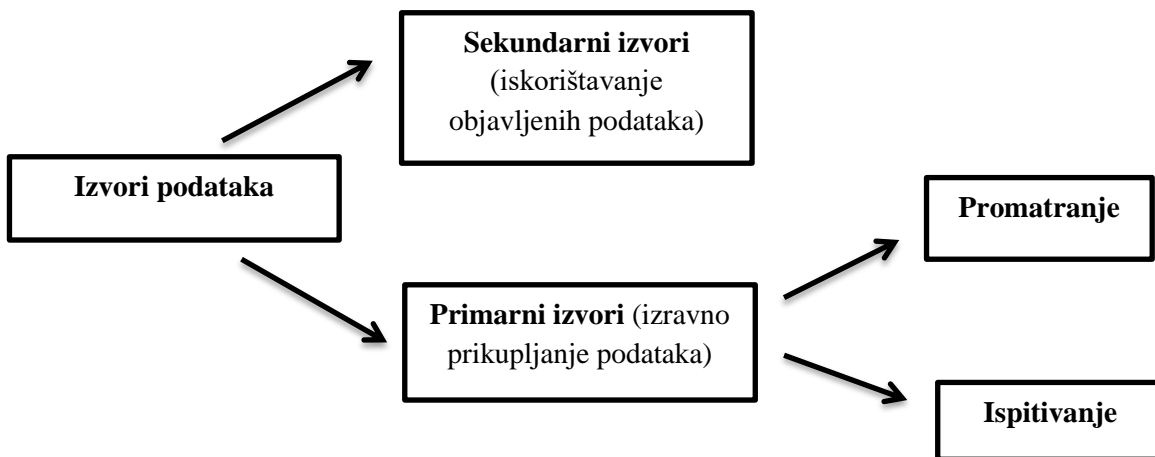 Sekundarni izvori
(iskorištavanje
objavljenih podataka)
Izvori podataka
Promatranje
Primarni izvori (izravno
prikupljanje podataka)
Ispitivanje